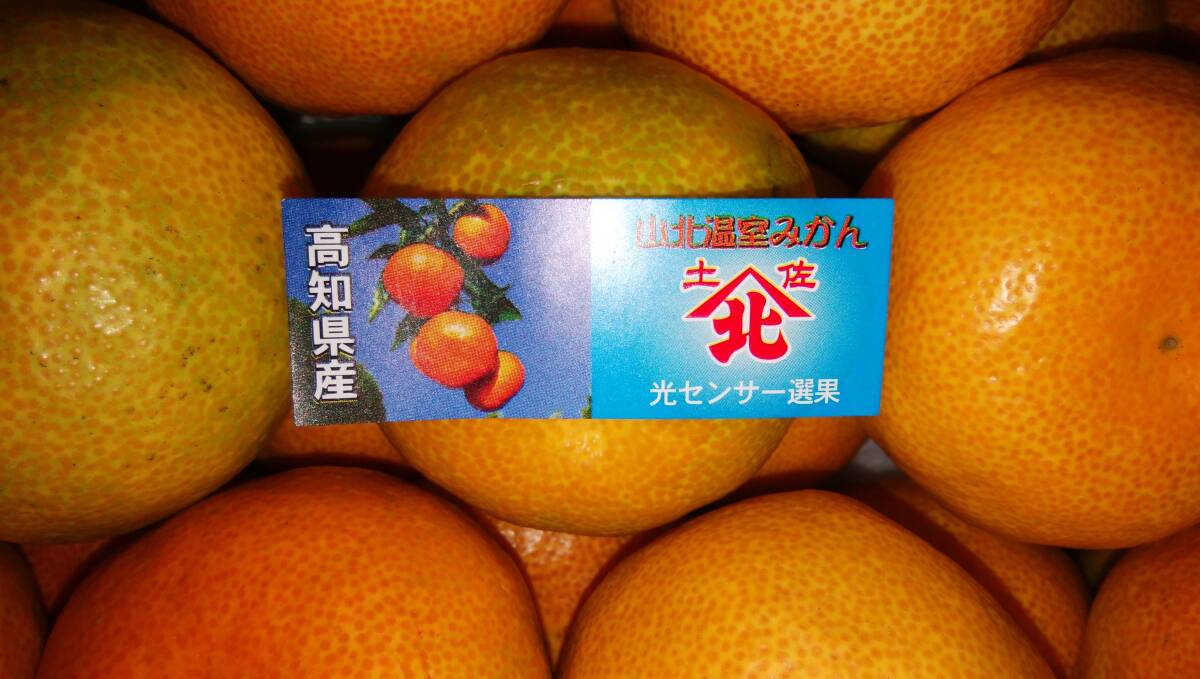 高知県産
山北温室みかん
土佐
北
光センサー選果